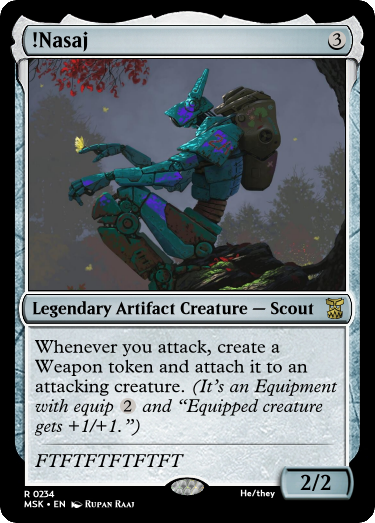 !Nasaj 3
Legendary Artifact Creature — Scout
Whenever you attack, create a
Weapon token and attach it to an
attacking creature. (It's an Equipment
with equip 2 and “Equipped creature
gets +1/+1.”)
FTFTFTFTFTFT
2/2
R 0234 He/they
MSK • EN Rupan Raaj